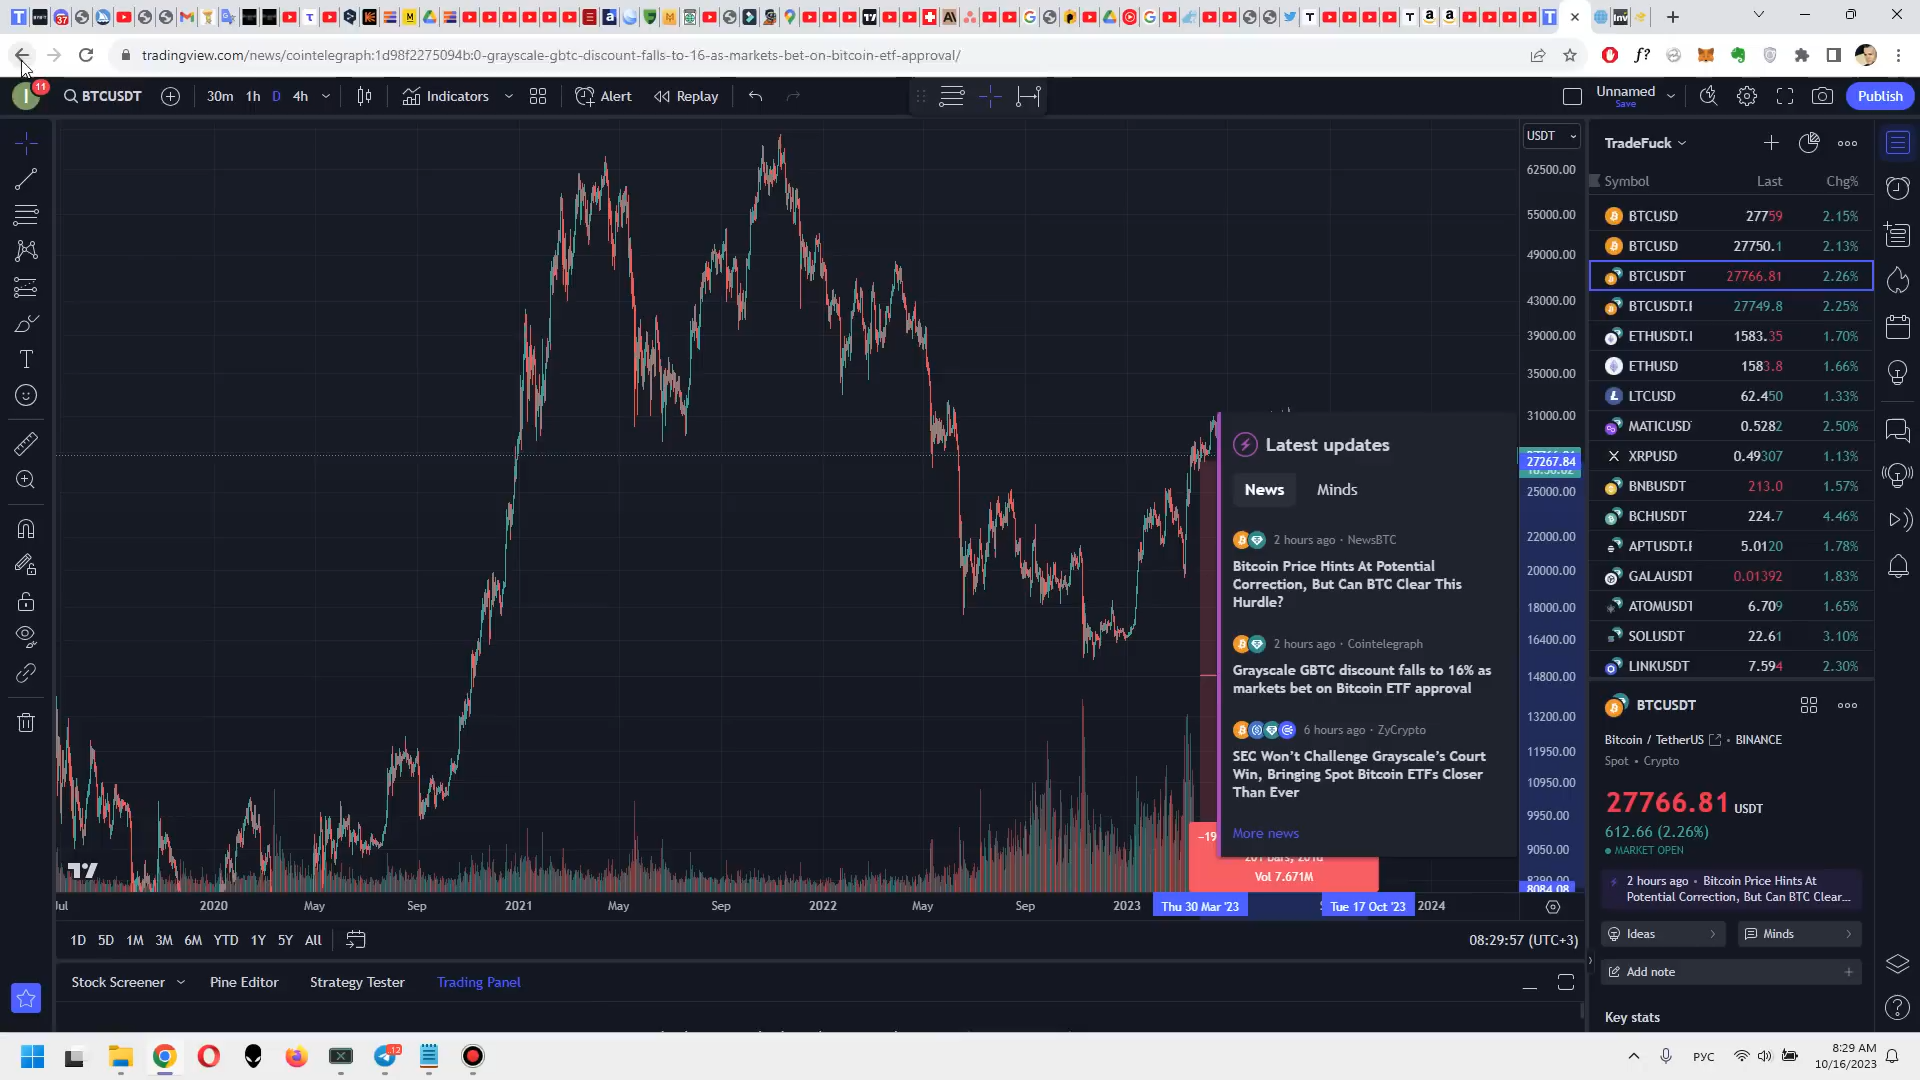 tradingview.com/news/cointelegraph:1d98f2275094b:0-grayscale-gbtc-discount-falls-to-16-as-markets-bet-on-bitcoin-etf-approval/
11
BTCUSDT
30m 1h D 4h
Indicators
Alert
Replay
Unnamed
Save
Publish
USDT
62500.00
55000.00
49000.00
43000.00
39000.00
35000.00
31000.00
27267.84
25000.00
22000.00
20000.00
18000.00
16400.00
14800.00
13200.00
11950.00
10950.00
9950.00
9050.00
8084.08
Latest updates
News Minds
2 hours ago · NewsBTC
Bitcoin Price Hints At Potential
Correction, But Can BTC Clear This
Hurdle?
2 hours ago · Cointelegraph
Grayscale GBTC discount falls to 16% as
markets bet on Bitcoin ETF approval
6 hours ago · ZyCrypto
SEC Won’t Challenge Grayscale’s Court
Win, Bringing Spot Bitcoin ETFs Closer
Than Ever
More news
Vol 7.671M
2020 May Sep 2021 May Sep 2022 May Sep 2023 Thu 30 Mar '23 Tue 17 Oct '23 2024
1D 5D 1M 3M 6M YTD 1Y 5Y All
08:29:57 (UTC+3)
Stock Screener Pine Editor Strategy Tester Trading Panel
TradeFuck
Symbol Last Chg%
BTCUSD 27759 2.15%
BTCUSD 27750.1 2.13%
BTCUSDT 27766.81 2.26%
BTCUSDT.I 27749.8 2.25%
ETHUSDT.I 1583.35 1.70%
ETHUSD 1583.8 1.66%
LTCUSD 62.450 1.33%
MATICUSD 0.5282 2.50%
XRPUSD 0.49307 1.13%
BNBUSDT 213.0 1.57%
BCHUSDT 224.7 4.46%
APTUSDT.F 5.0120 1.78%
GALAUSDT 0.01392 1.83%
ATOMUSDT 6.709 1.65%
SOLUSDT 22.61 3.10%
LINKUSDT 7.594 2.30%
BTCUSDT
Bitcoin / TetherUS • BINANCE
Spot • Crypto
27766.81 USDT
612.66 (2.26%)
MARKET OPEN
2 hours ago • Bitcoin Price Hints At
Potential Correction, But Can BTC Clear...
Ideas
Minds
Add note
Key stats
12
РУС
8:29 AM
10/16/2023